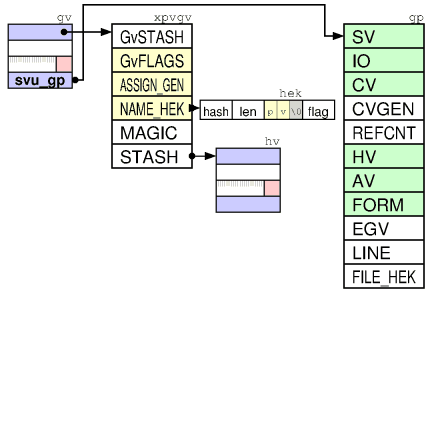 gv
xpvgv
gp
svu_gp
GvSTASH
GvFLAGS
ASSIGN_GEN
NAME_HEK
MAGIC
STASH
hek
hash len p v \0 flag
hv
SV
IO
CV
CVGEN
REFCNT
HV
AV
FORM
EGV
LINE
FILE_HEK